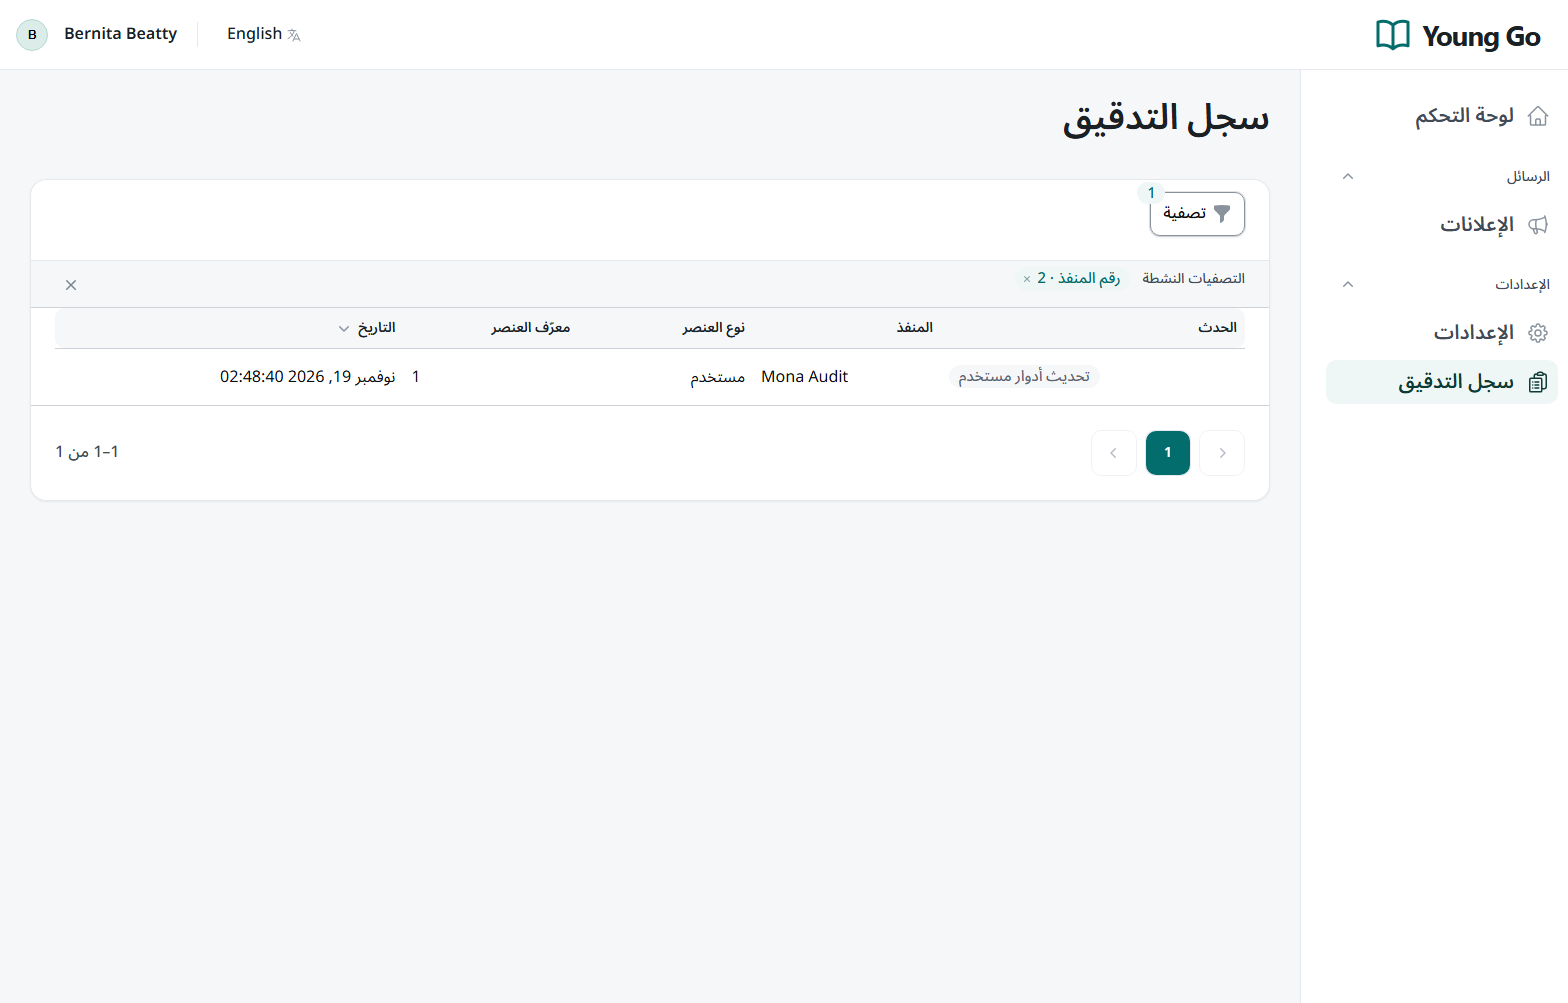 Young Go
English
Bernita Beatty
B
لوحة التحكم
الرسائل
الإعلانات
الإعدادات
الإعدادات
سجل التدقيق
سجل التدقيق
تصفية
1
التصفيات النشطة
رقم المنفذ · 2 ×
الحدث المنفذ نوع العنصر معرّف العنصر التاريخ
تحديث أدوار مستخدم Mona Audit مستخدم 1 نوفمبر 19, 2026 02:48:40
1
1–1 من 1